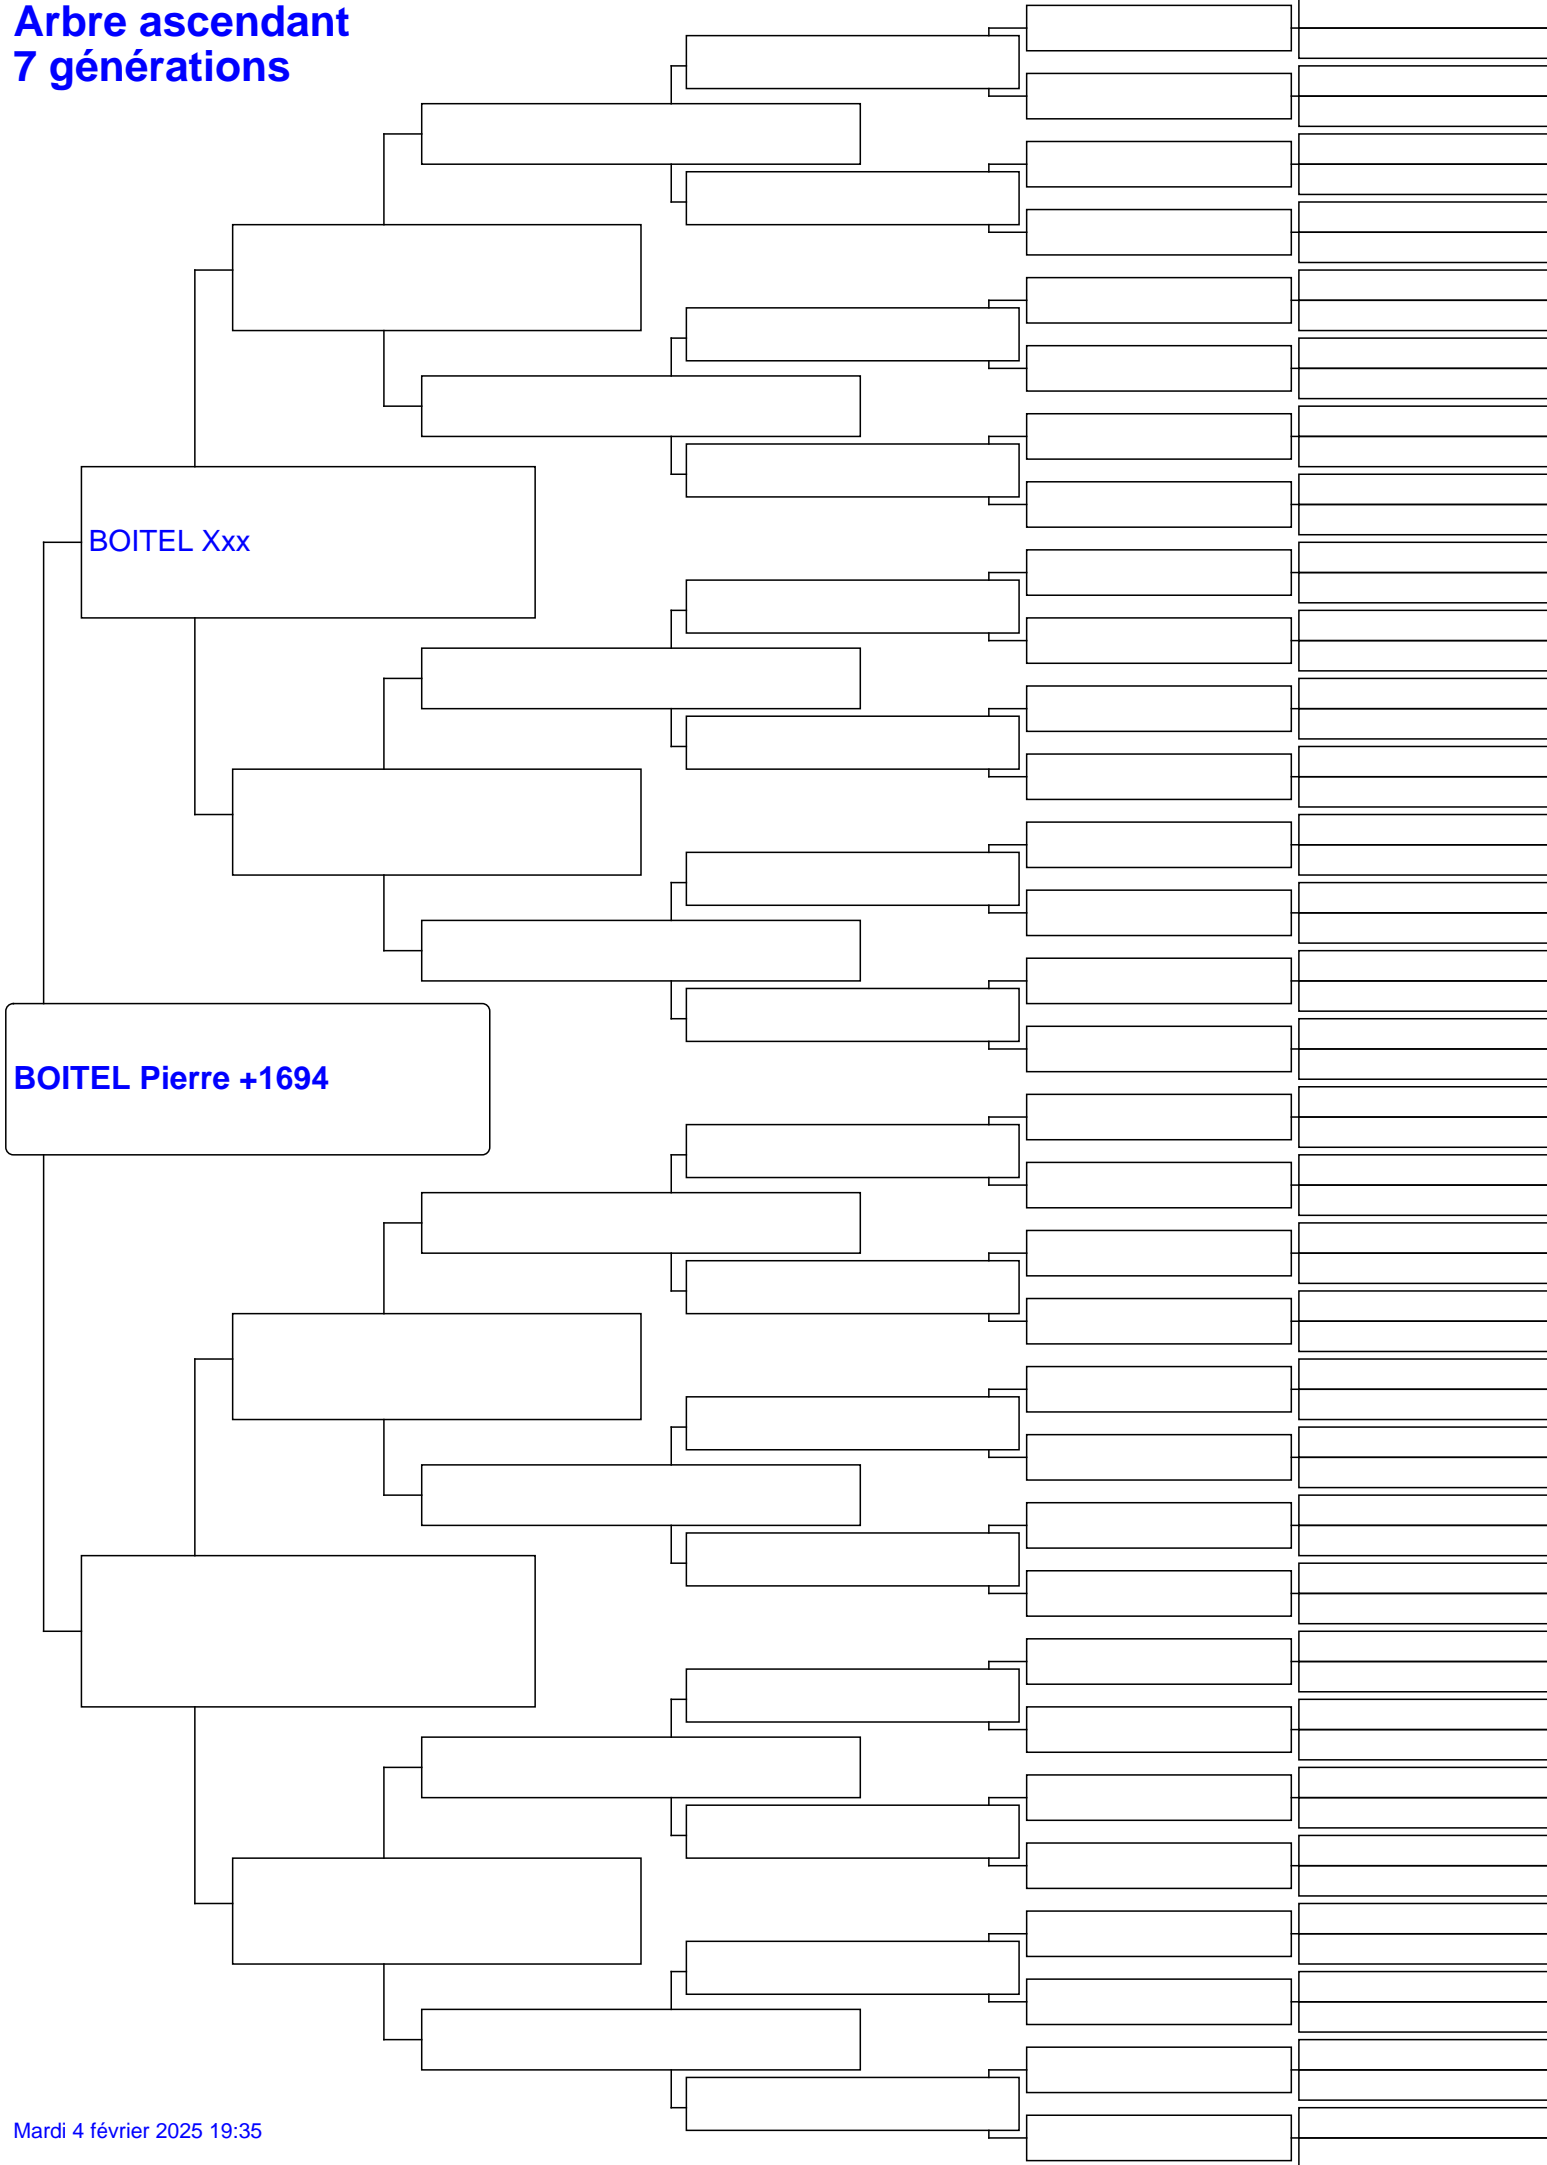 Arbre ascendant
7 générations
BOITEL Xxx
BOITEL Pierre +1694
Mardi 4 février 2025 19:35